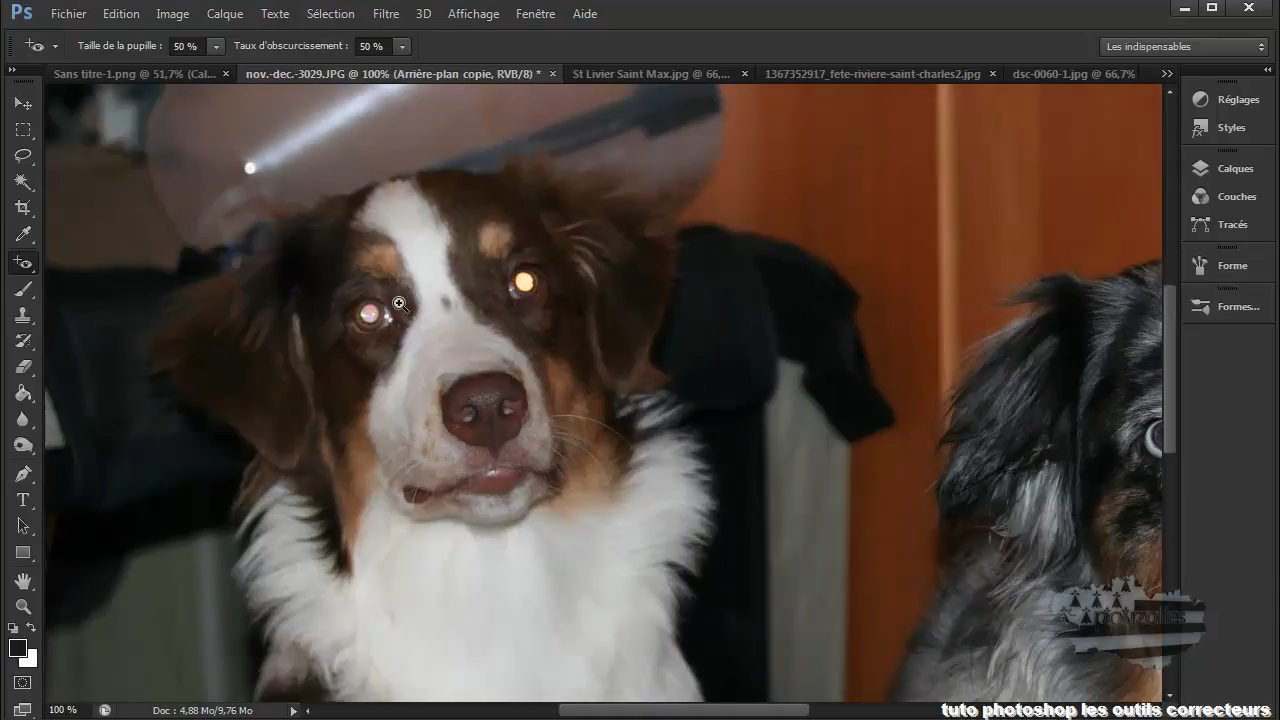 Ps Fichier Edition Image Calque Texte Sélection Filtre 3D Affichage Fenêtre Aide
Taille de la pupille : 50 % Taux d'obscurcissement : 50 % Les indispensables
Sans titre-1.png @ 51,7% (Cal... × nov.-dec.-3029.JPG @ 100% (Arrière-plan copie, RVB/8) * × St Livier Saint Max.jpg @ 66,... × 1367352917_fete-riviere-saint-charles2.jpg × dsc-0060-1.jpg @ 66,7%
Réglages
Styles
Calques
Couches
Tracés
Forme
Formes...
100 % Doc : 4,88 Mo/9,76 Mo
tuto photoshop les outils correcteurs